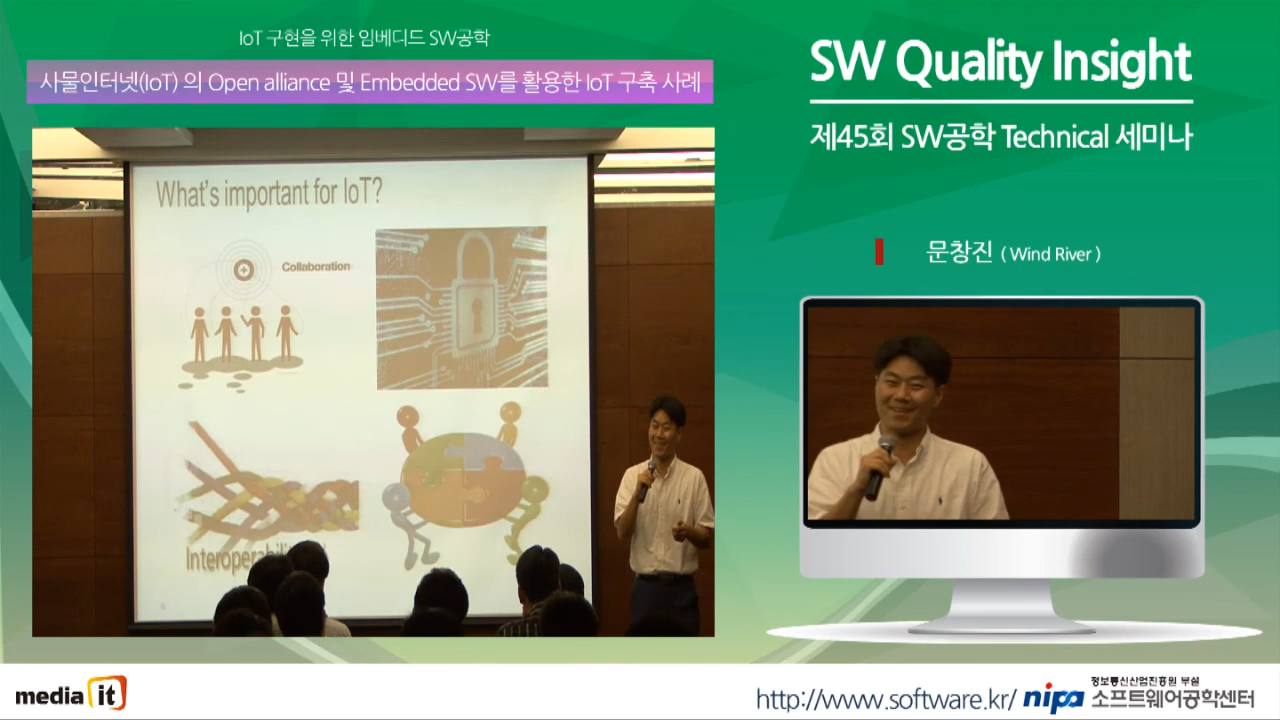 IoT 구현을 위한 임베디드 SW공학
사물인터넷(IoT) 의 Open alliance 및 Embedded SW를 활용한 IoT 구축 사례
SW Quality Insight
제45회 SW공학 Technical 세미나
문창진 ( Wind River )
What's important for IoT?
Collaboration
media it
http://www.software.kr/
nipa
정보통신산업진흥원 부설
소프트웨어공학센터